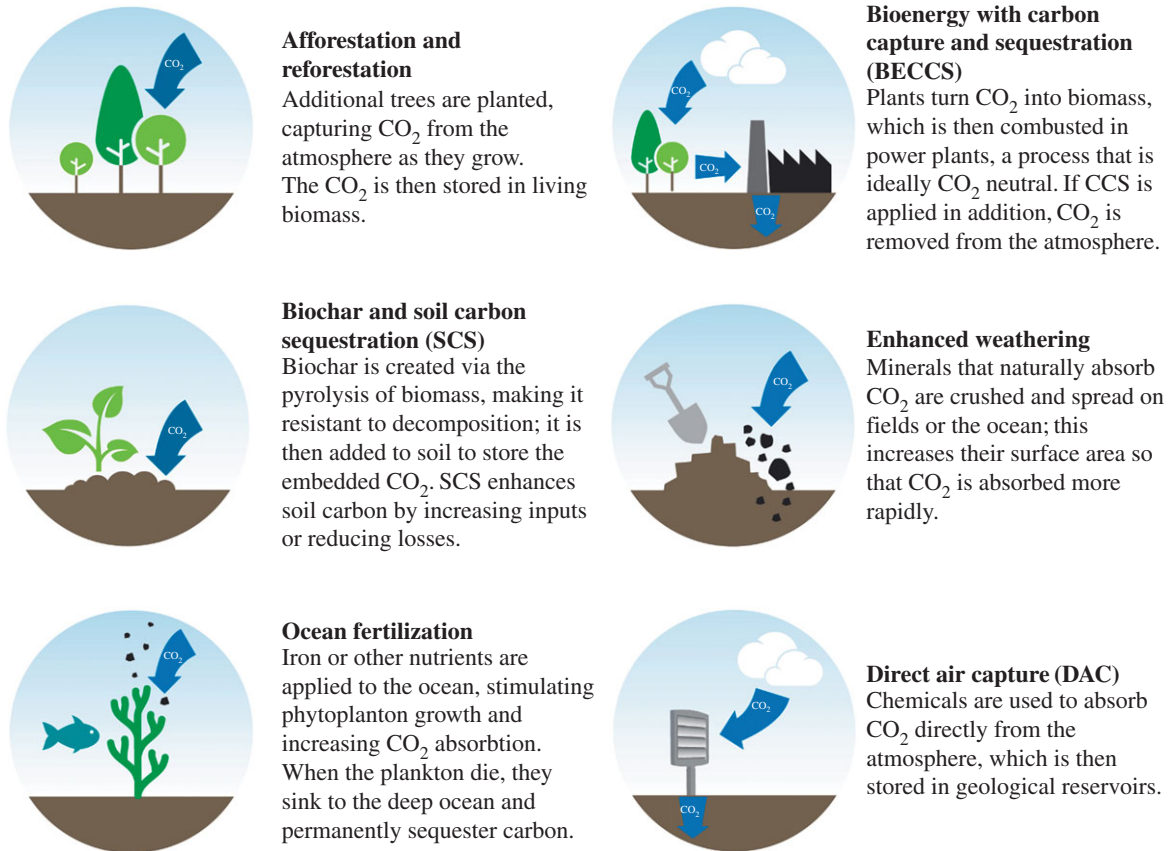 CO2
Afforestation and
reforestation
Additional trees are planted,
capturing CO2 from the
atmosphere as they grow.
The CO2 is then stored in living
biomass.
CO2
CO2
CO2
Bioenergy with carbon
capture and sequestration
(BECCS)
Plants turn CO2 into biomass,
which is then combusted in
power plants, a process that is
ideally CO2 neutral. If CCS is
applied in addition, CO2 is
removed from the atmosphere.
CO2
Biochar and soil carbon
sequestration (SCS)
Biochar is created via the
pyrolysis of biomass, making it
resistant to decomposition; it is
then added to soil to store the
embedded CO2. SCS enhances
soil carbon by increasing inputs
or reducing losses.
CO2
Enhanced weathering
Minerals that naturally absorb
CO2 are crushed and spread on
fields or the ocean; this
increases their surface area so
that CO2 is absorbed more
rapidly.
CO2
Ocean fertilization
Iron or other nutrients are
applied to the ocean, stimulating
phytoplanton growth and
increasing CO2 absorbtion.
When the plankton die, they
sink to the deep ocean and
permanently sequester carbon.
CO2
CO2
Direct air capture (DAC)
Chemicals are used to absorb
CO2 directly from the
atmosphere, which is then
stored in geological reservoirs.